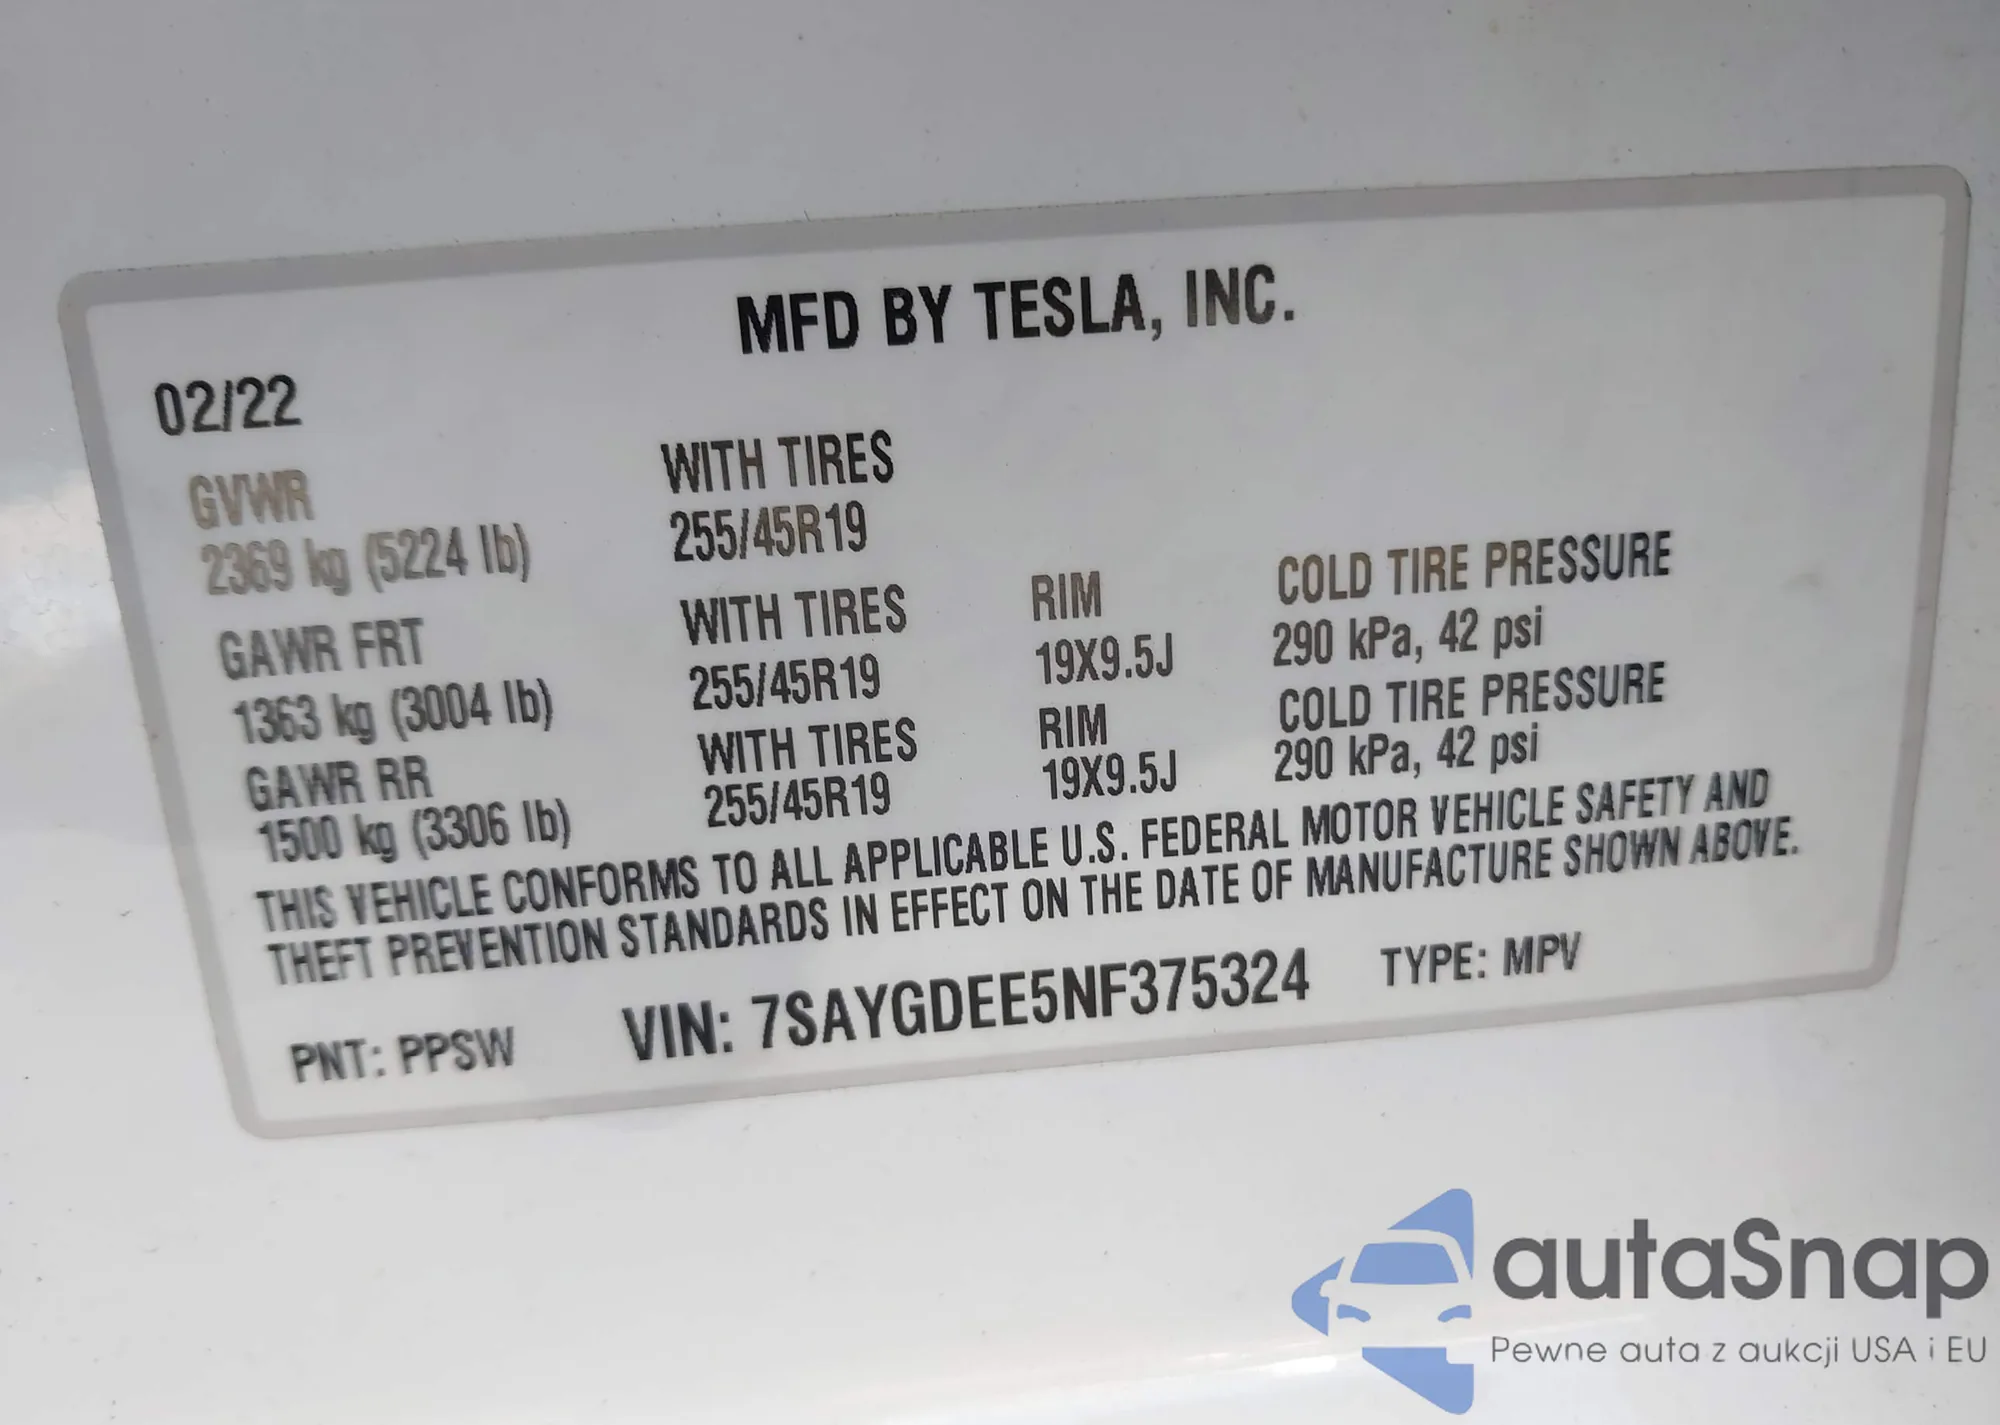 MFD BY TESLA, INC.
02/22
GVWR WITH TIRES
2369 kg (5224 lb) 255/45R19
GAWR FRT WITH TIRES RIM COLD TIRE PRESSURE
1363 kg (3004 lb) 255/45R19 19X9.5J 290 kPa, 42 psi
GAWR RR WITH TIRES RIM COLD TIRE PRESSURE
1500 kg (3306 lb) 255/45R19 19X9.5J 290 kPa, 42 psi
THIS VEHICLE CONFORMS TO ALL APPLICABLE U.S. FEDERAL MOTOR VEHICLE SAFETY AND
THEFT PREVENTION STANDARDS IN EFFECT ON THE DATE OF MANUFACTURE SHOWN ABOVE.
PNT: PPSW VIN: 7SAYGDEE5NF375324 TYPE: MPV
autaSnap
Pewne auta z aukcji USA i EU